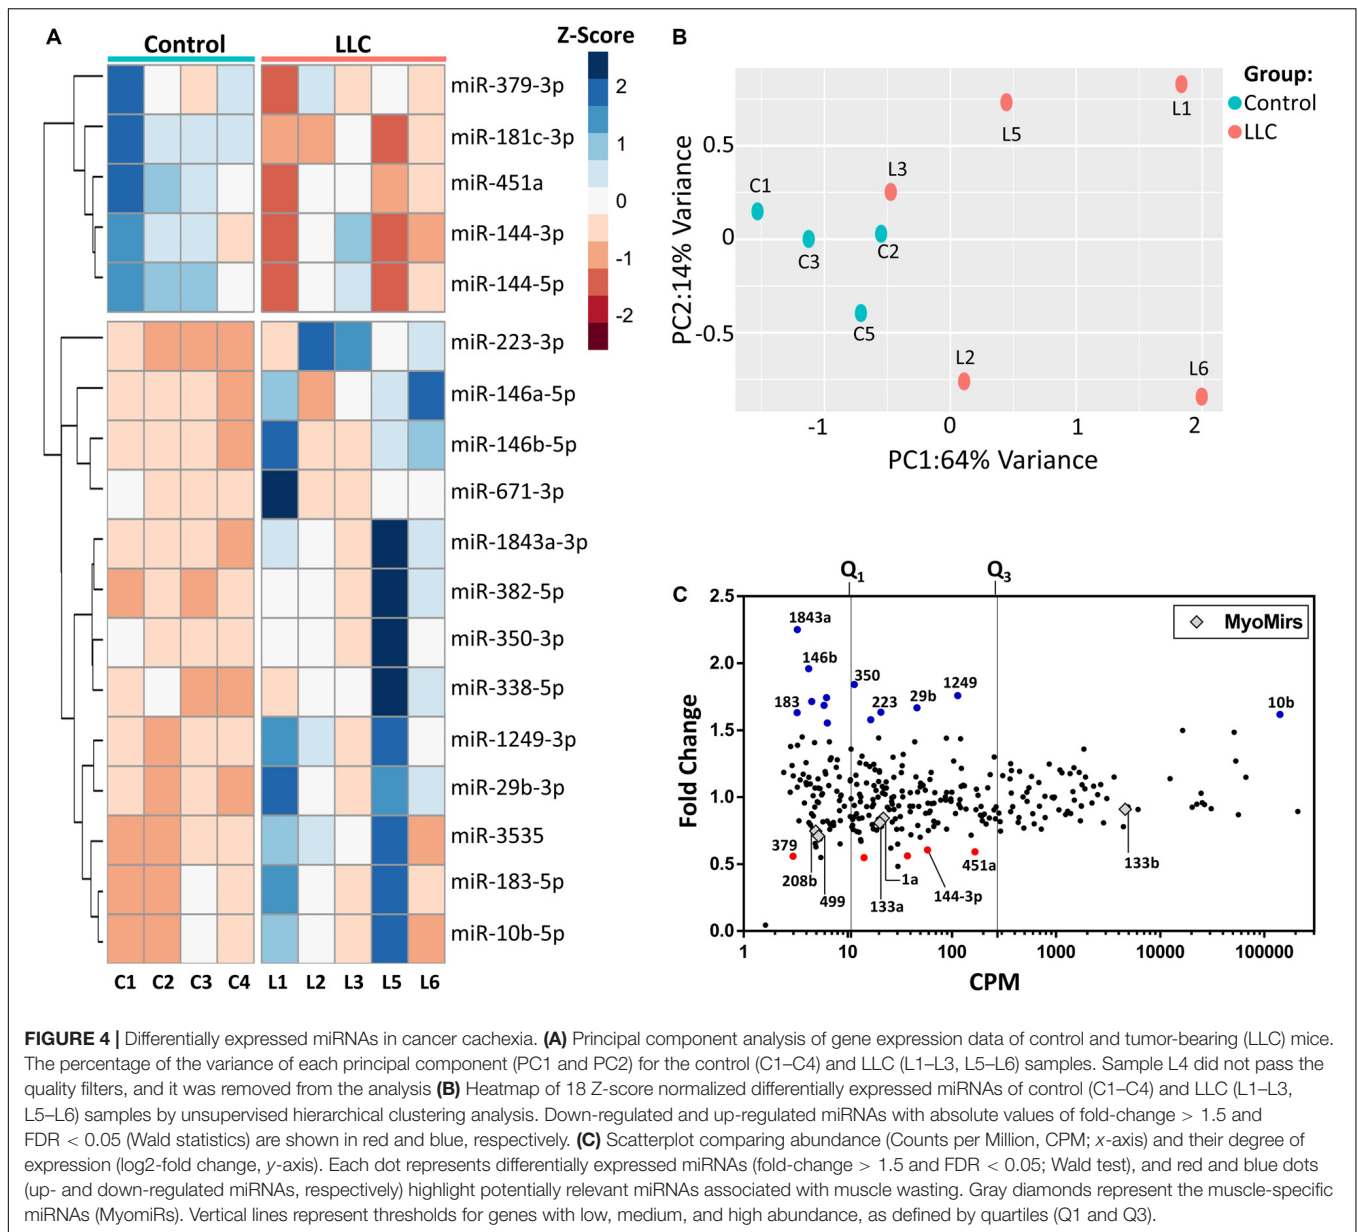 A
Control
LLC
miR-379-3p
miR-181c-3p
miR-451a
miR-144-3p
miR-144-5p
miR-223-3p
miR-146a-5p
miR-146b-5p
miR-671-3p
miR-1843a-3p
miR-382-5p
miR-350-3p
miR-338-5p
miR-1249-3p
miR-29b-3p
miR-3535
miR-183-5p
miR-10b-5p
C1 C2 C3 C4 L1 L2 L3 L5 L6
Z-Score
2
1
0
-1
-2
B
PC2:14% Variance
0.5
0
-0.5
C1
C3
C2
C5
L3
L5
L1
L2
L6
-1 0 1 2
PC1:64% Variance
Group:
Control
LLC
C
Q1 Q3
Fold Change
2.5
2.0
1.5
1.0
0.5
0.0
1843a
146b
350
183
223
29b
1249
10b
379
208b
499
133a
1a
144-3p
451a
133b
MyoMirs
1 10 100 1000 10000 100000
CPM
FIGURE 4 | Differentially expressed miRNAs in cancer cachexia. (A) Principal component analysis of gene expression data of control and tumor-bearing (LLC) mice.
The percentage of the variance of each principal component (PC1 and PC2) for the control (C1–C4) and LLC (L1–L3, L5–L6) samples. Sample L4 did not pass the
quality filters, and it was removed from the analysis (B) Heatmap of 18 Z-score normalized differentially expressed miRNAs of control (C1–C4) and LLC (L1–L3,
L5–L6) samples by unsupervised hierarchical clustering analysis. Down-regulated and up-regulated miRNAs with absolute values of fold-change > 1.5 and
FDR < 0.05 (Wald statistics) are shown in red and blue, respectively. (C) Scatterplot comparing abundance (Counts per Million, CPM; x-axis) and their degree of
expression (log2-fold change, y-axis). Each dot represents differentially expressed miRNAs (fold-change > 1.5 and FDR < 0.05; Wald test), and red and blue dots
(up- and down-regulated miRNAs, respectively) highlight potentially relevant miRNAs associated with muscle wasting. Gray diamonds represent the muscle-specific
miRNAs (MyomiRs). Vertical lines represent thresholds for genes with low, medium, and high abundance, as defined by quartiles (Q1 and Q3).